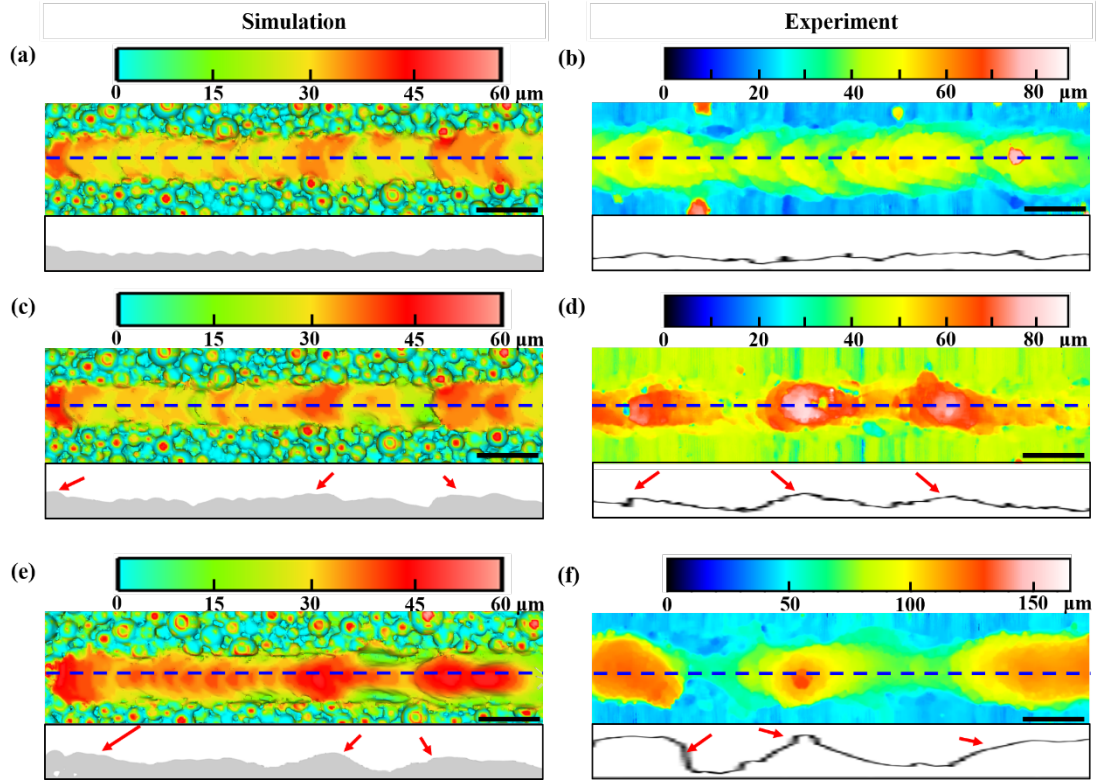 Simulation
Experiment
(a)
0 15 30 45 60 μm
(b)
0 20 40 60 80 μm
(c)
0 15 30 45 60 μm
(d)
0 20 40 60 80 μm
(e)
0 15 30 45 60 μm
(f)
0 50 100 150 μm